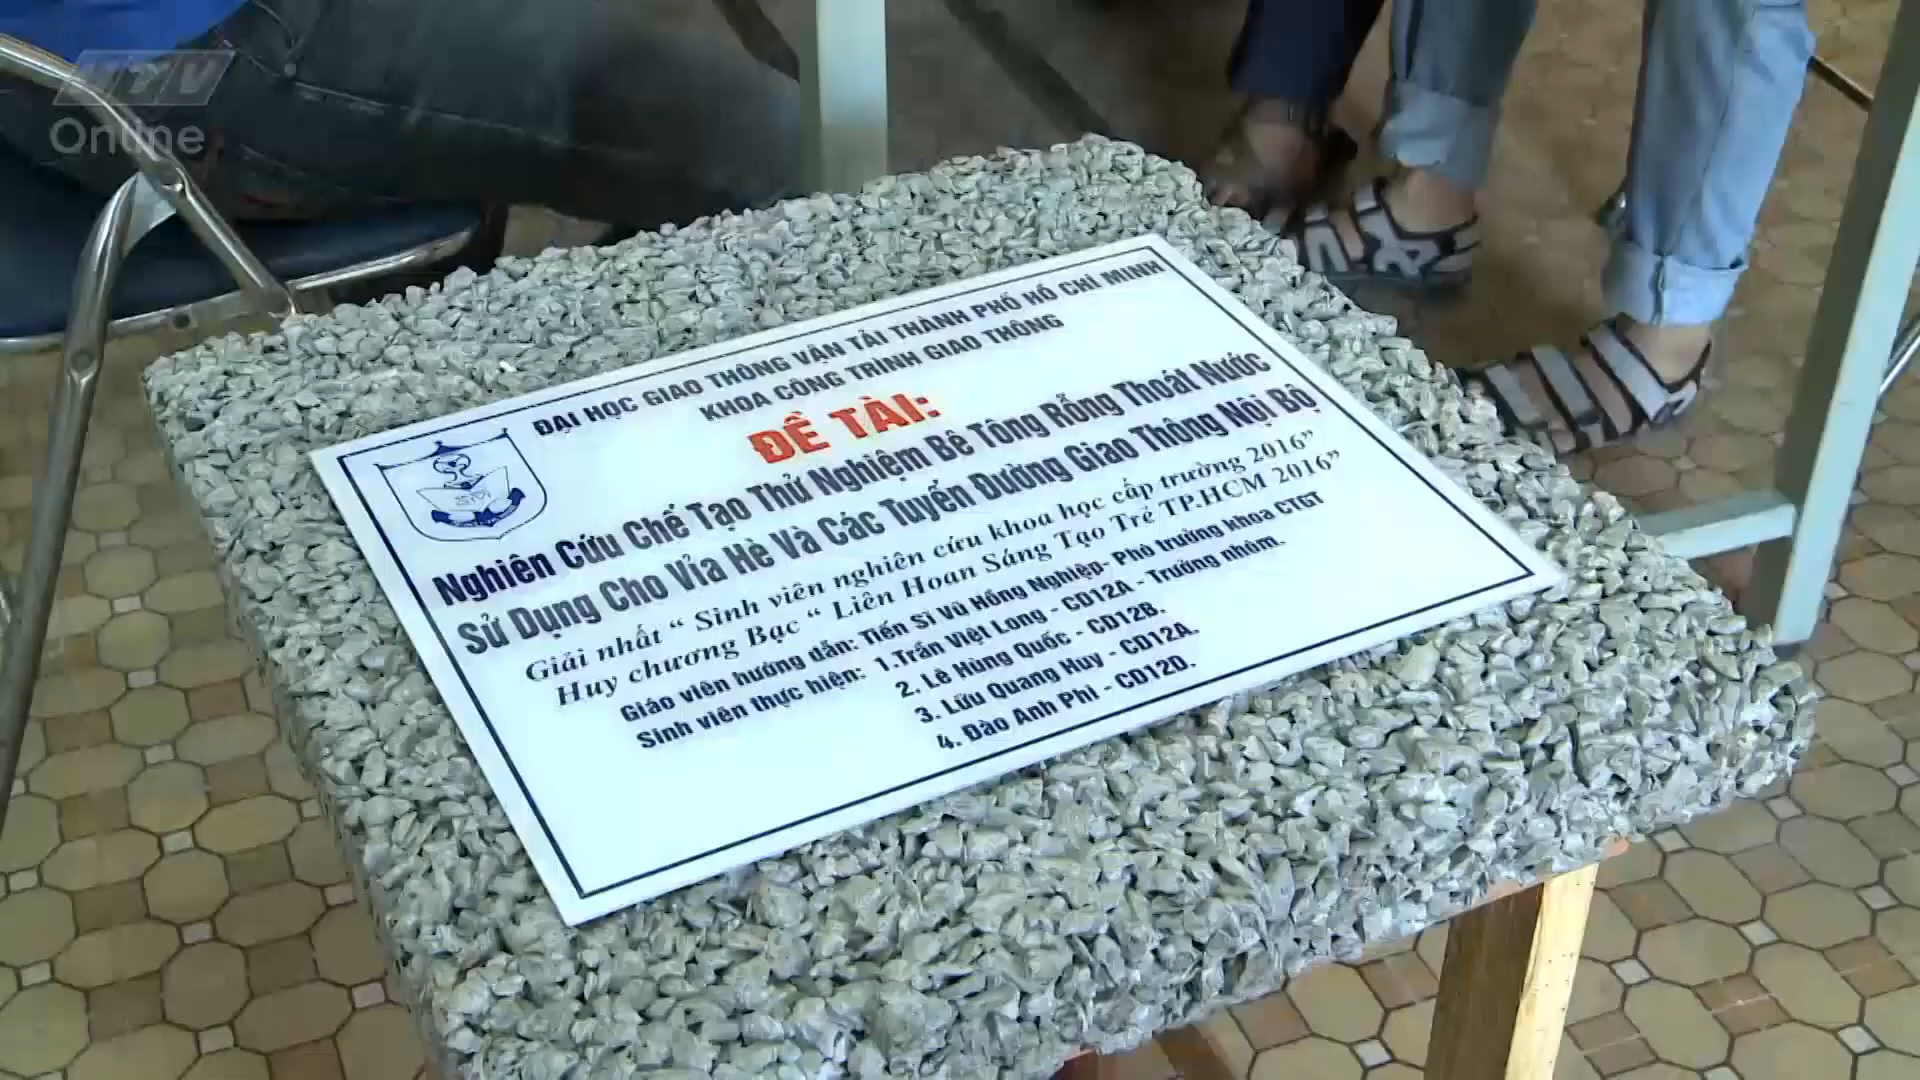 HTV
Online
ĐẠI HỌC GIAO THÔNG VẬN TẢI THÀNH PHỐ HỒ CHÍ MINH
KHOA CÔNG TRÌNH GIAO THÔNG
ĐỀ TÀI:
Nghiên Cứu Chế Tạo Thử Nghiệm Bê Tông Rỗng Thoát Nước
Sử Dụng Cho Vỉa Hè Và Các Tuyến Đường Giao Thông Nội Bộ
Giải nhất “ Sinh viên nghiên cứu khoa học cấp trường 2016”
Huy chương Bạc “ Liên Hoan Sáng Tạo Trẻ TP.HCM 2016”
Giáo viên hướng dẫn: Tiến Sĩ Vũ Hồng Nghiệp- Phó trưởng khoa CTGT
Sinh viên thực hiện: 1.Trần Việt Long - CD12A - Trưởng nhóm.
2. Lê Hùng Quốc - CD12B.
3. Lữu Quang Huy - CD12A.
4. Đào Anh Phi - CD12D.